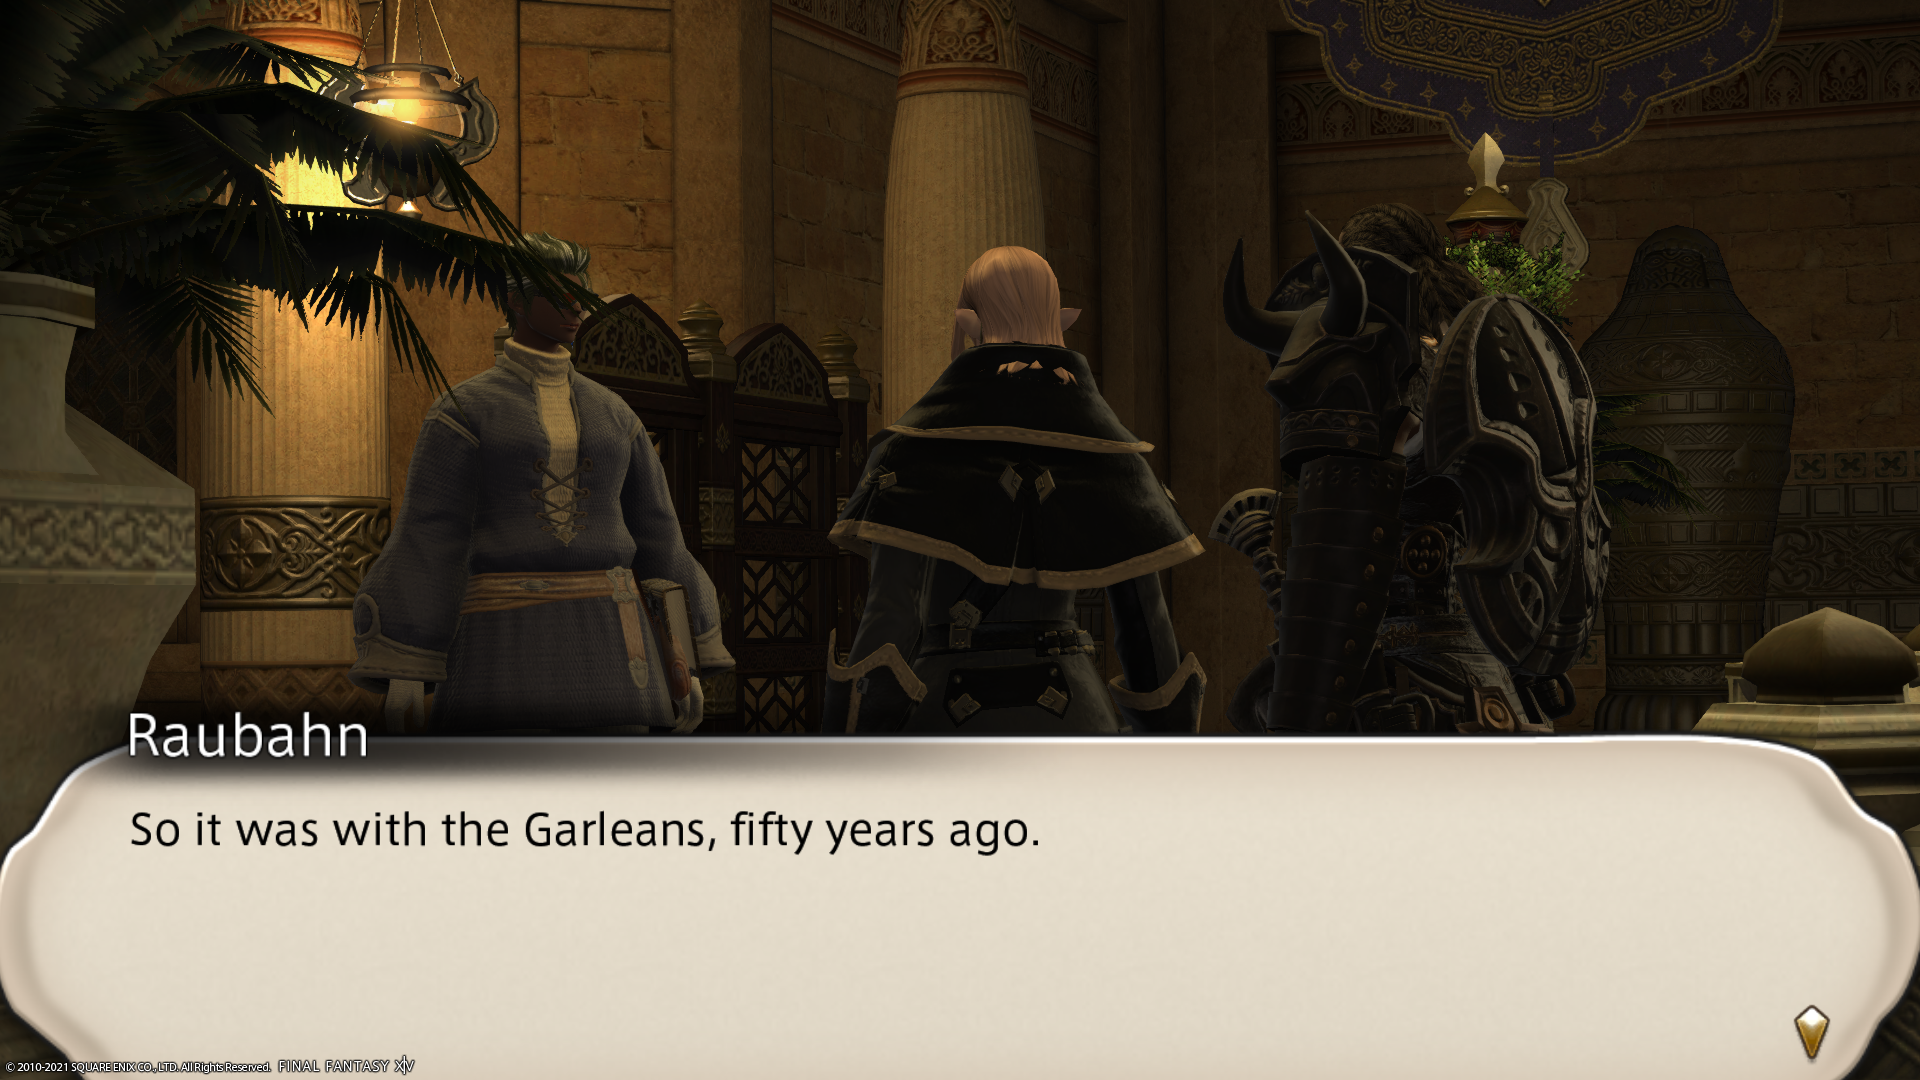 Raubahn
So it was with the Garleans, fifty years ago.
© 2010-2021 SQUARE ENIX CO., LTD. All Rights Reserved. FINAL FANTASY XIV